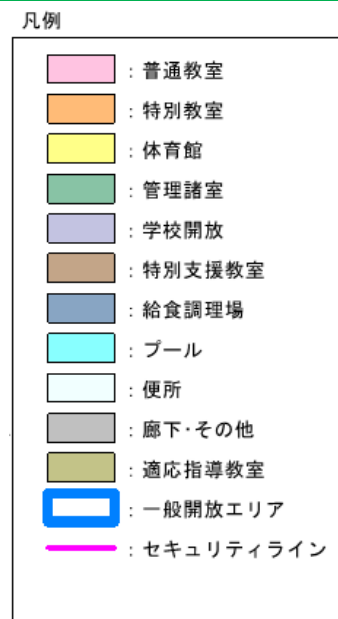 凡例
：普通教室
：特別教室
：体育館
：管理諸室
：学校開放
：特別支援教室
：給食調理場
：プール
：便所
：廊下･その他
：適応指導教室
：一般開放エリア
：セキュリティライン